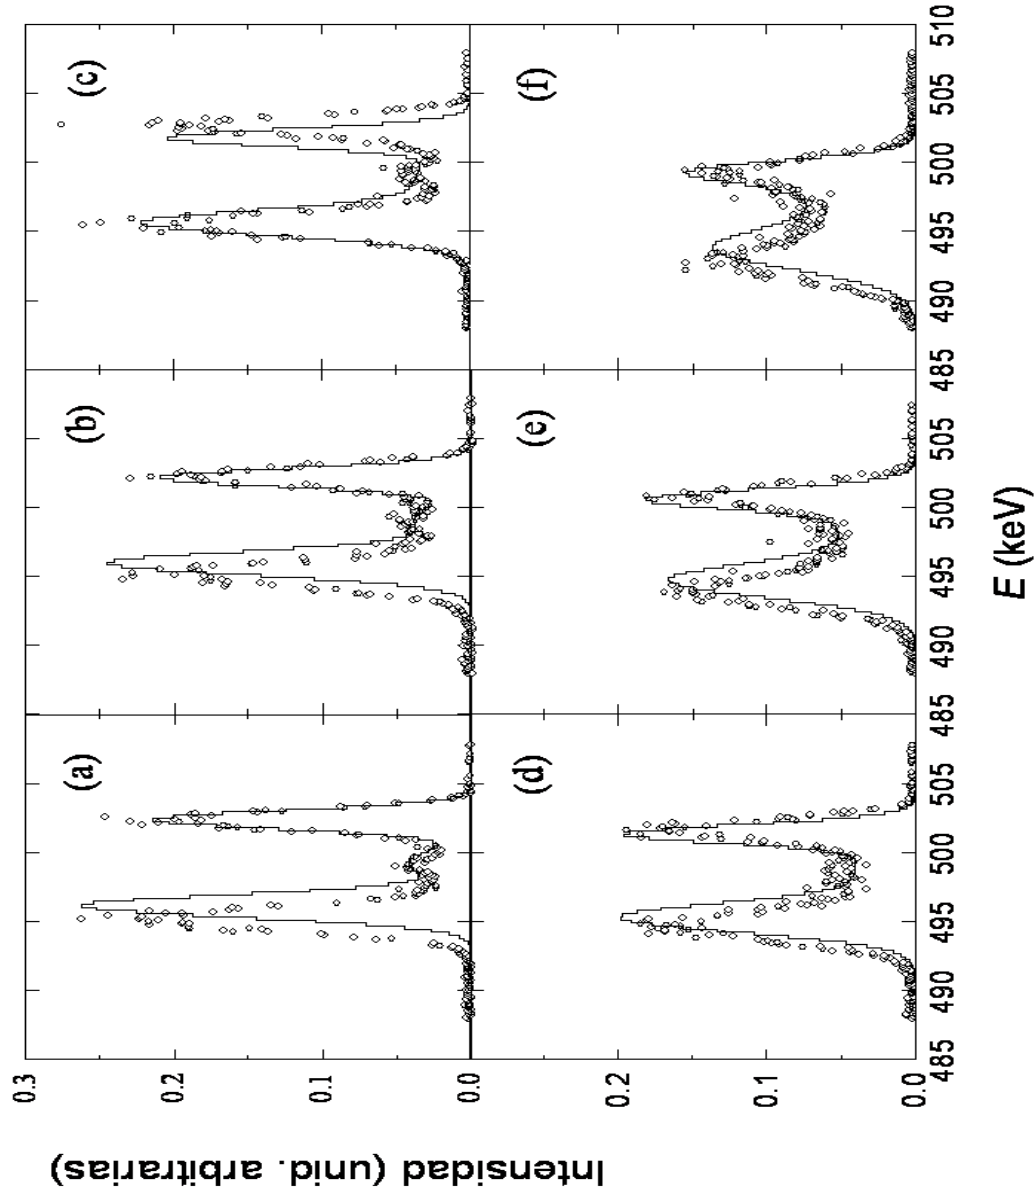 Intensidad (unid. arbitrarias)
0.3
0.2
0.1
0.0
0.2
0.1
0.0
(a)
(b)
(c)
(d)
(e)
(f)
485 490 495 500 505 485 490 495 500 505 485 490 495 500 505 510
E (keV)